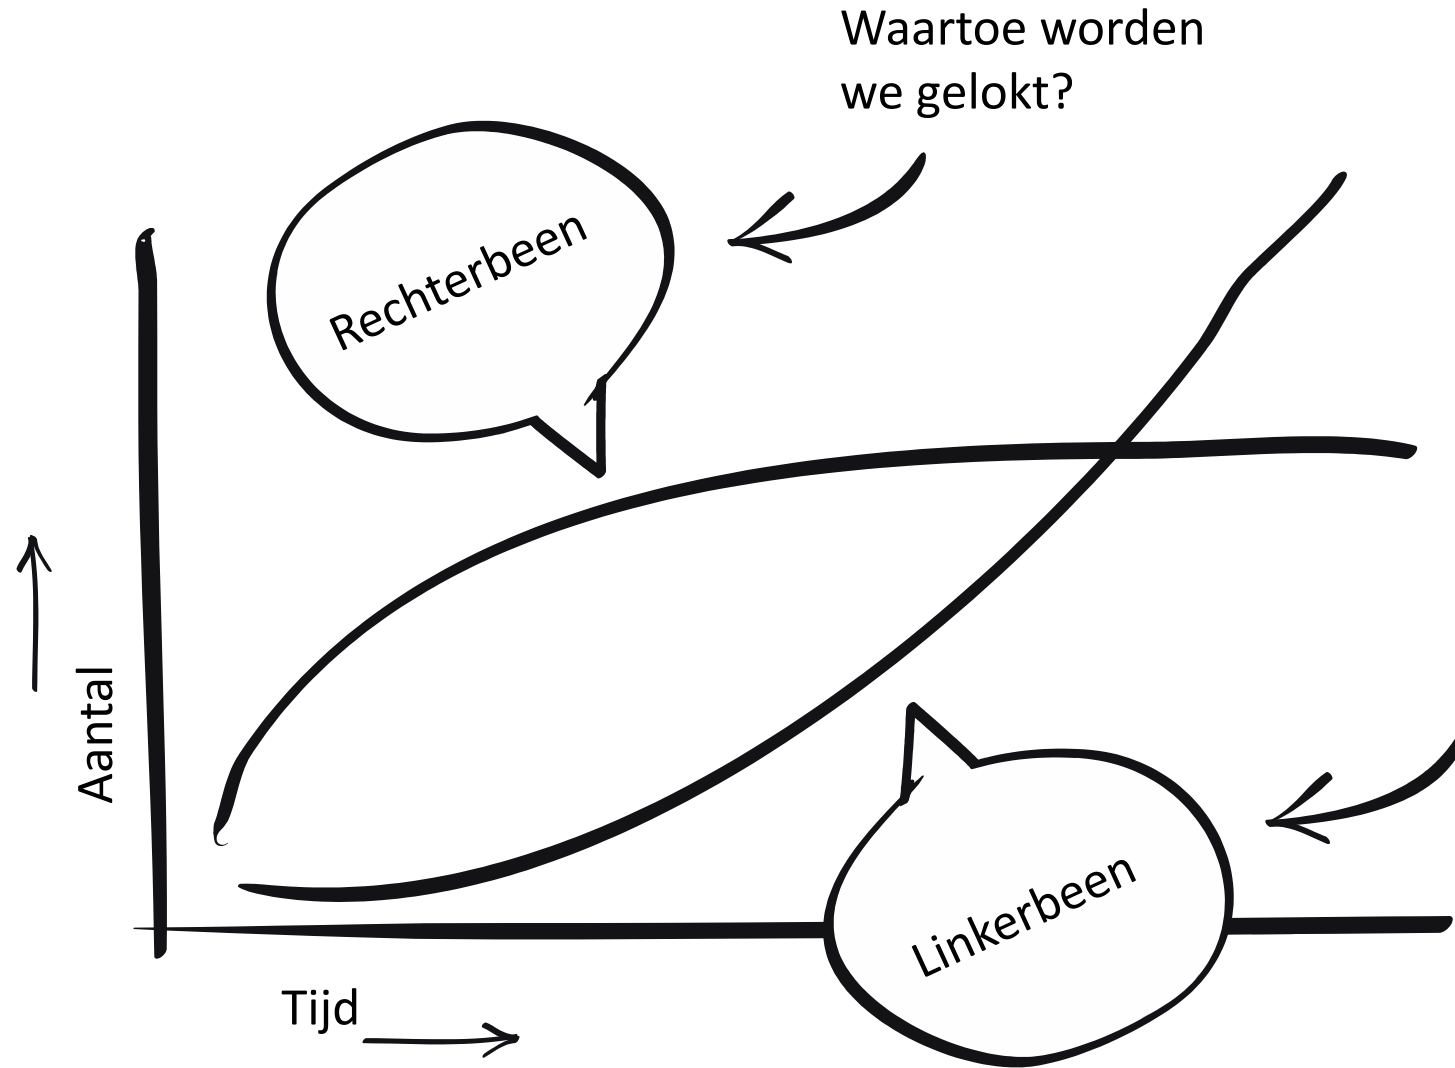 Waartoe worden
we gelokt?
Rechterbeen
Aantal
Linkerbeen
Tijd